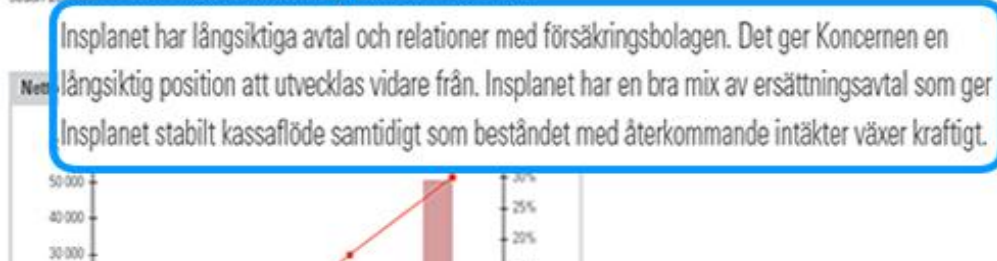 Insplanet har långsiktiga avtal och relationer med försäkringsbolagen. Det ger Koncernen en
långsiktig position att utvecklas vidare från. Insplanet har en bra mix av ersättningsavtal som ger
Insplanet stabilt kassaflöde samtidigt som beståndet med återkommande intäkter växer kraftigt.
50 000 30%
40 000 25%
20%
30 000